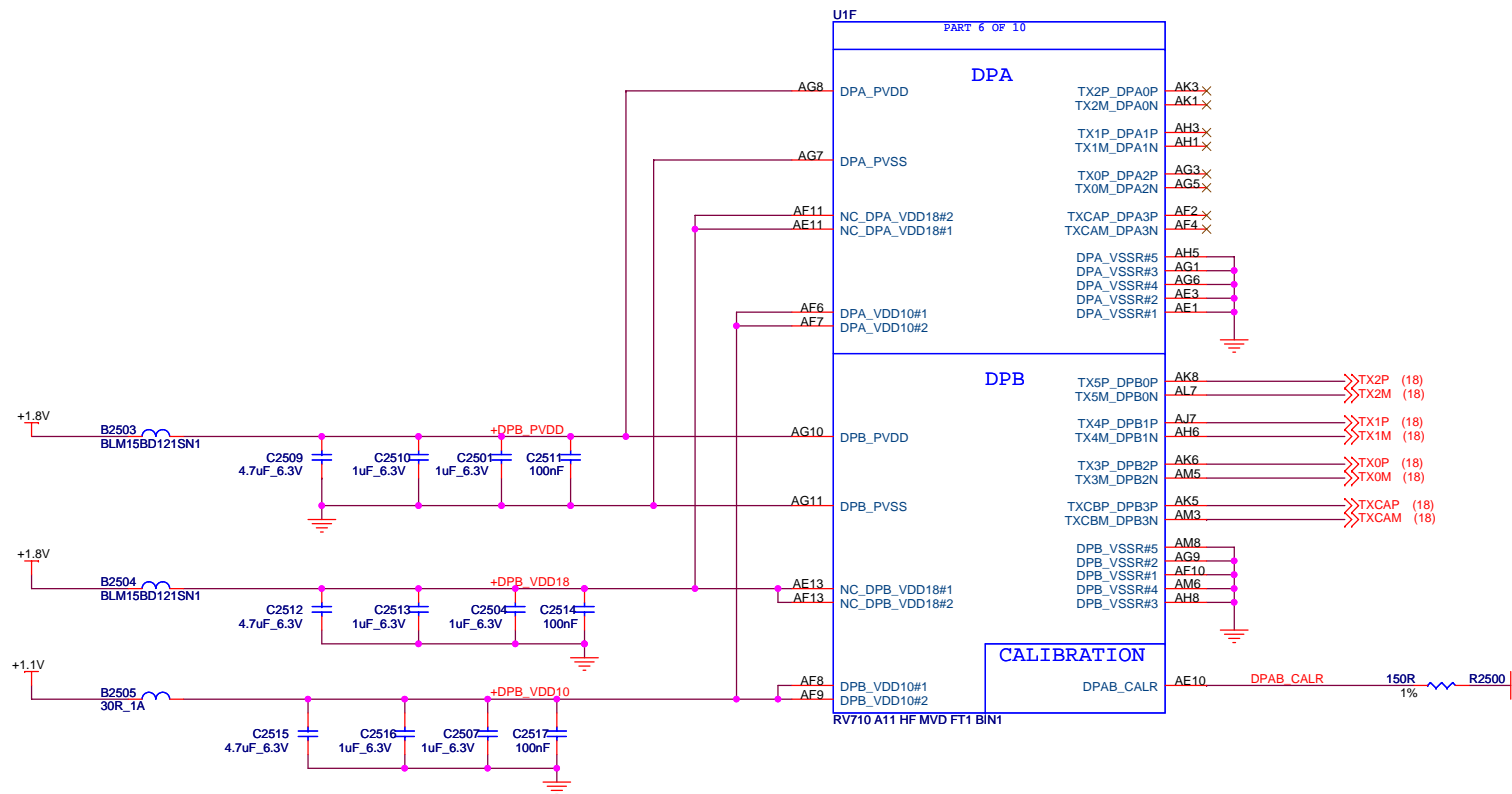 U1F
PART 6 OF 10
DPA
AG8 DPA_PVDD
AG7 DPA_PVSS
AF11 NC_DPA_VDD18#2
AE11 NC_DPA_VDD18#1
AF6 DPA_VDD10#1
AF7 DPA_VDD10#2
TX2P_DPA0P AK3
TX2M_DPA0N AK1
TX1P_DPA1P AH3
TX1M_DPA1N AH1
TX0P_DPA2P AG3
TX0M_DPA2N AG5
TXCAP_DPA3P AF2
TXCAM_DPA3N AF4
DPA_VSSR#5 AH5
DPA_VSSR#3 AG1
DPA_VSSR#4 AG6
DPA_VSSR#2 AE3
DPA_VSSR#1 AE1
DPB
TX5P_DPB0P AK8 TX2P (18)
TX5M_DPB0N AL7 TX2M (18)
TX4P_DPB1P AJ7 TX1P (18)
TX4M_DPB1N AH6 TX1M (18)
TX3P_DPB2P AK6 TX0P (18)
TX3M_DPB2N AM5 TX0M (18)
TXCBP_DPB3P AK5 TXCAP (18)
TXCBM_DPB3N AM3 TXCAM (18)
DPB_VSSR#5 AM8
DPB_VSSR#2 AG9
DPB_VSSR#1 AF10
DPB_VSSR#4 AM6
DPB_VSSR#3 AH8
+1.8V
B2503
BLM15BD121SN1
+DPB_PVDD
AG10 DPB_PVDD
C2509
4.7uF_6.3V
C2510
1uF_6.3V
C2501
1uF_6.3V
C2511
100nF
AG11 DPB_PVSS
+1.8V
B2504
BLM15BD121SN1
+DPB_VDD18
AE13 NC_DPB_VDD18#1
AF13 NC_DPB_VDD18#2
C2512
4.7uF_6.3V
C2513
1uF_6.3V
C2504
1uF_6.3V
C2514
100nF
+1.1V
B2505
30R_1A
+DPB_VDD10
AF8 DPB_VDD10#1
AF9 DPB_VDD10#2
C2515
4.7uF_6.3V
C2516
1uF_6.3V
C2507
1uF_6.3V
C2517
100nF
CALIBRATION
DPAB_CALR AE10 DPAB_CALR 150R R2500
1%
RV710 A11 HF MVD FT1 BIN1